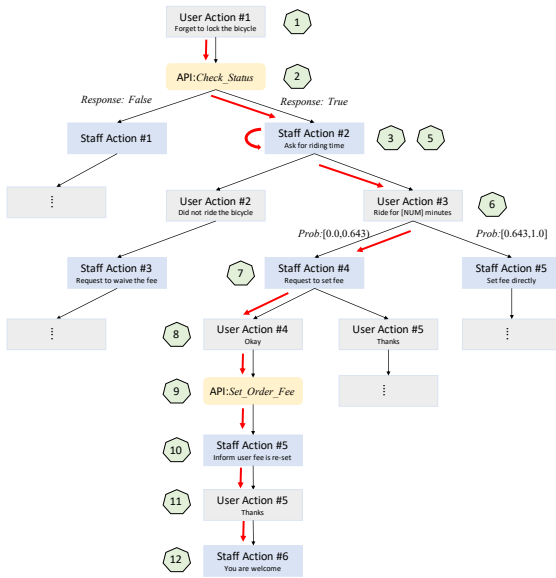 User Action #1
Forget to lock the bicycle
1
API:Check_Status
2
Response: False
Response: True
Staff Action #1
Staff Action #2
Ask for riding time
3
5
⋮
User Action #2
Did not ride the bicycle
User Action #3
Ride for [NUM] minutes
6
Prob:[0.0,0.643)
Prob:[0.643,1.0]
Staff Action #3
Request to waive the fee
7
Staff Action #4
Request to set fee
Staff Action #5
Set fee directly
⋮
8
User Action #4
Okay
User Action #5
Thanks
⋮
9
API:Set_Order_Fee
⋮
10
Staff Action #5
Inform user fee is re-set
11
User Action #5
Thanks
12
Staff Action #6
You are welcome